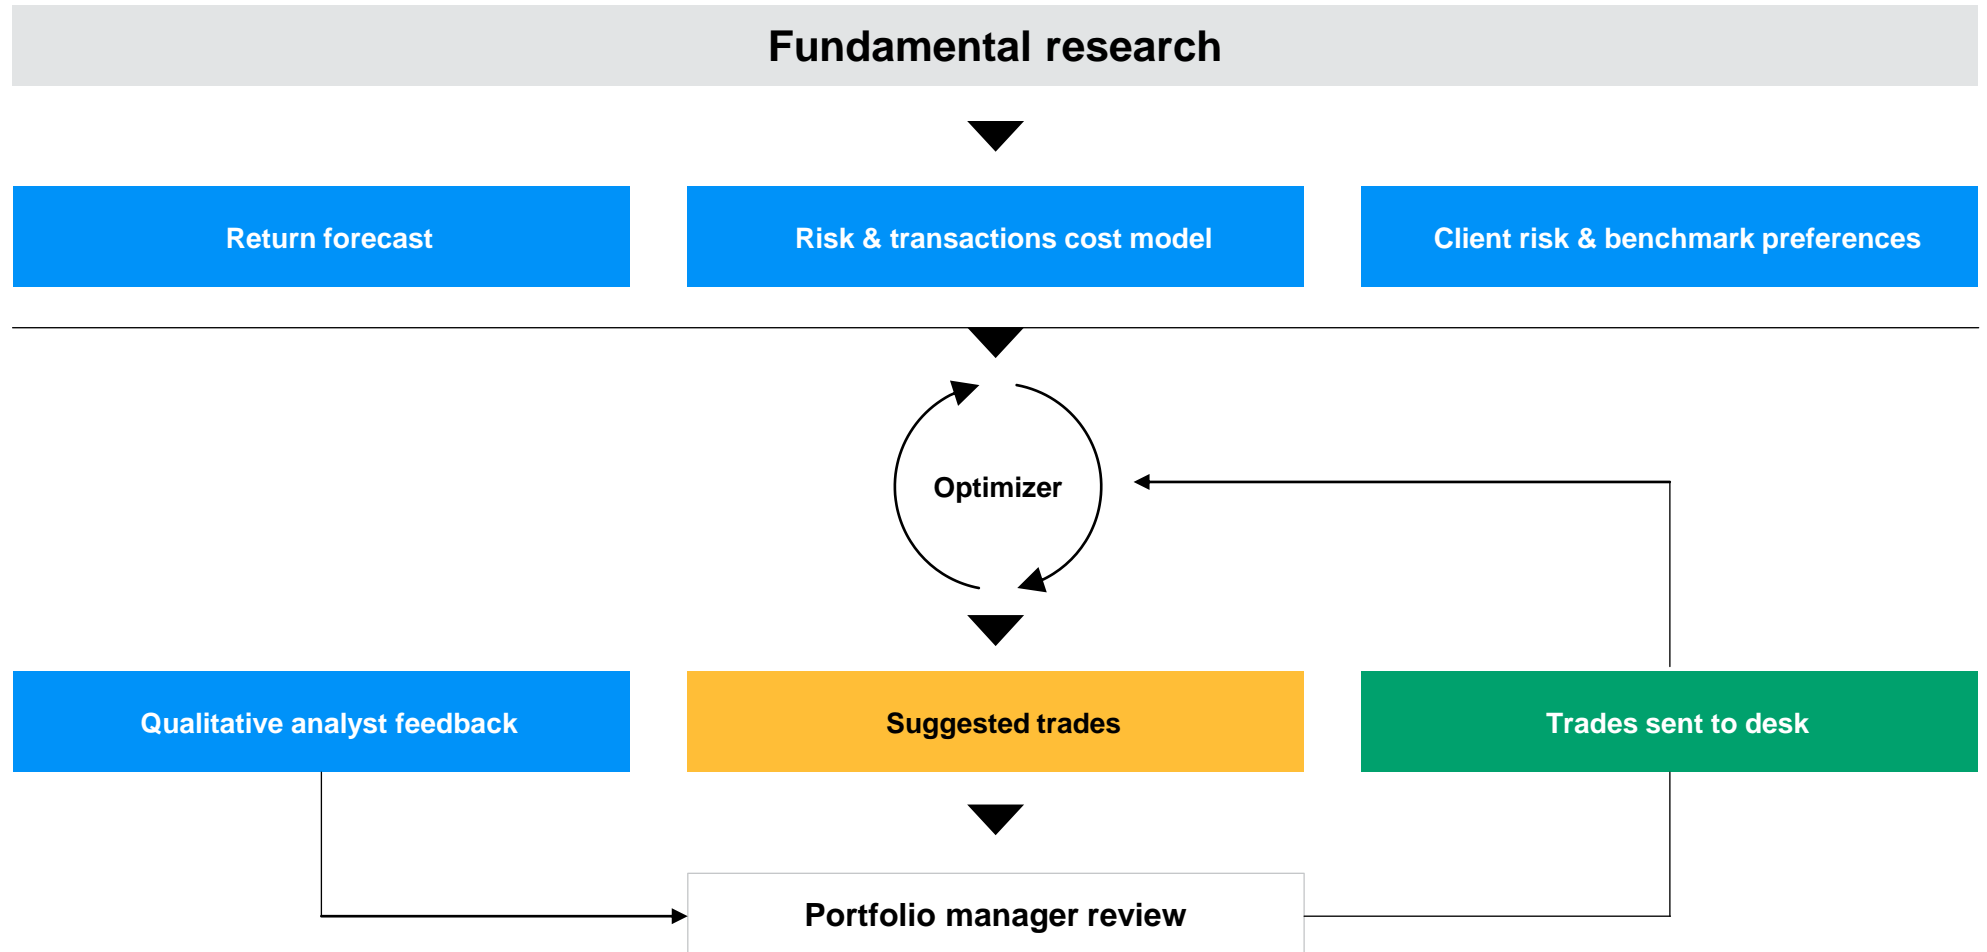 Fundamental research
Return forecast
Risk & transactions cost model
Client risk & benchmark preferences
Optimizer
Qualitative analyst feedback
Suggested trades
Trades sent to desk
Portfolio manager review